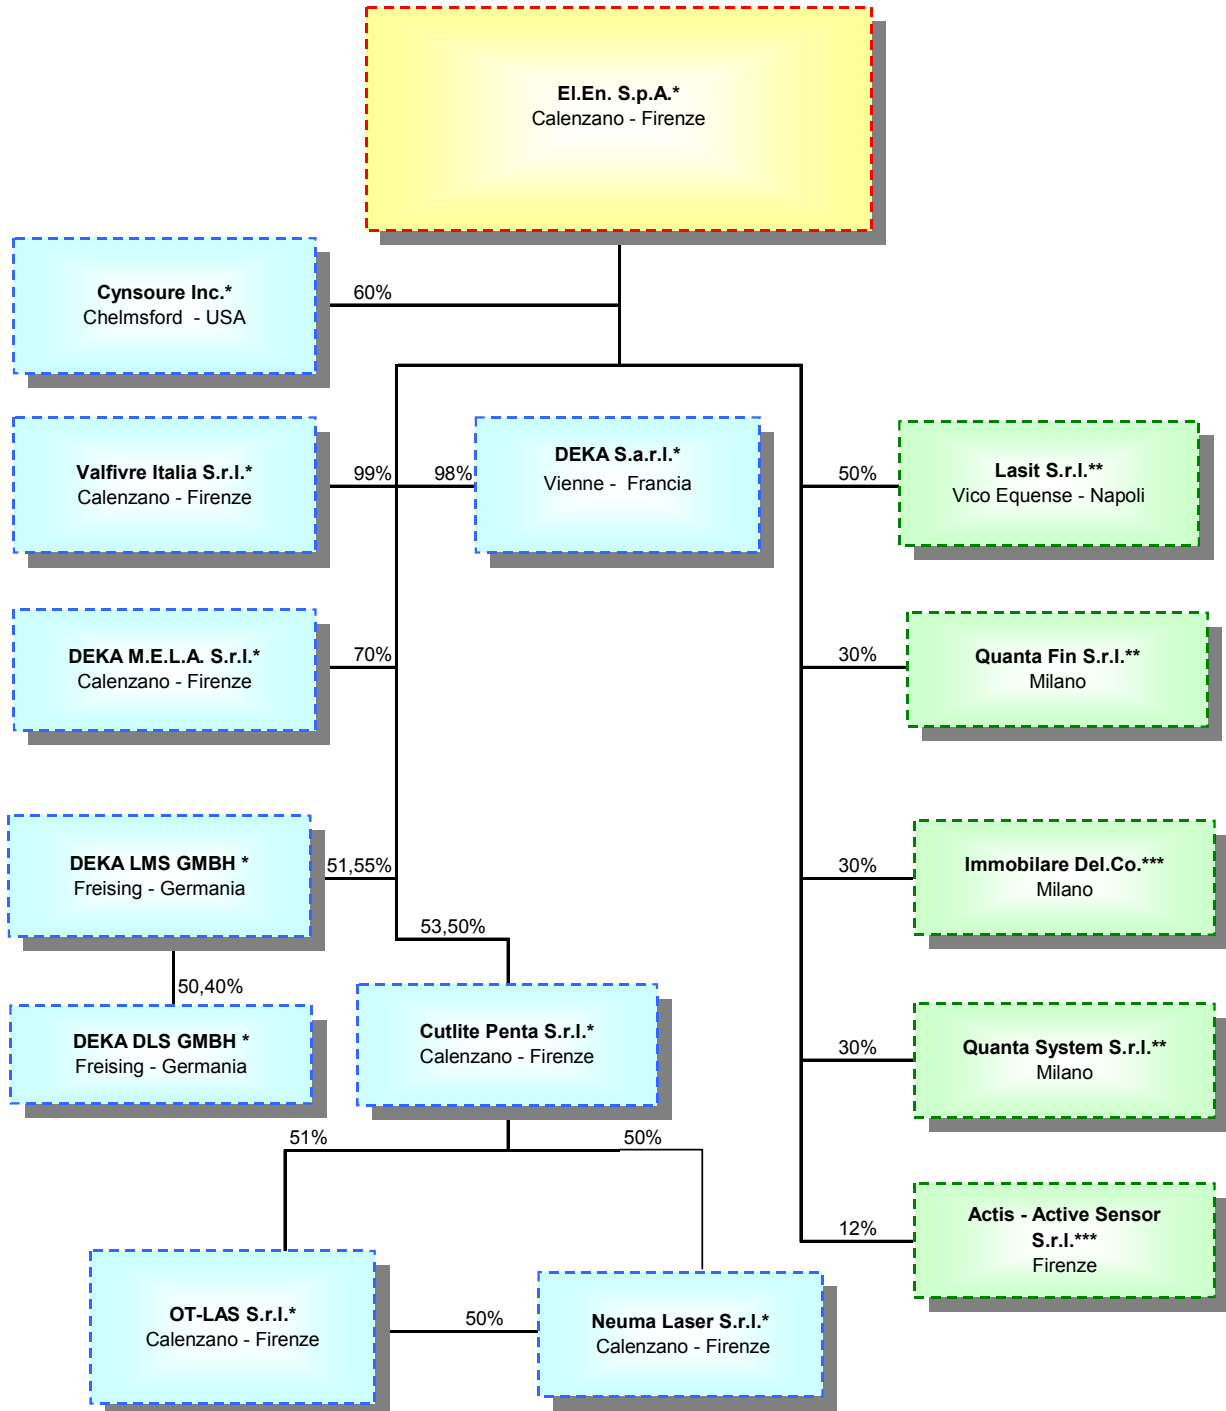 El.En. S.p.A.*
Calenzano - Firenze
Cynsoure Inc.*
Chelmsford - USA
60%
Valfivre Italia S.r.l.*
Calenzano - Firenze
99%
98%
DEKA S.a.r.l.*
Vienne - Francia
50%
Lasit S.r.l.**
Vico Equense - Napoli
DEKA M.E.L.A. S.r.l.*
Calenzano - Firenze
70%
30%
Quanta Fin S.r.l.**
Milano
DEKA LMS GMBH *
Freising - Germania
51,55%
30%
Immobilare Del.Co.***
Milano
53,50%
50,40%
DEKA DLS GMBH *
Freising - Germania
Cutlite Penta S.r.l.*
Calenzano - Firenze
30%
Quanta System S.r.l.**
Milano
51%
50%
12%
Actis - Active Sensor
S.r.l.***
Firenze
OT-LAS S.r.l.*
Calenzano - Firenze
50%
Neuma Laser S.r.l.*
Calenzano - Firenze